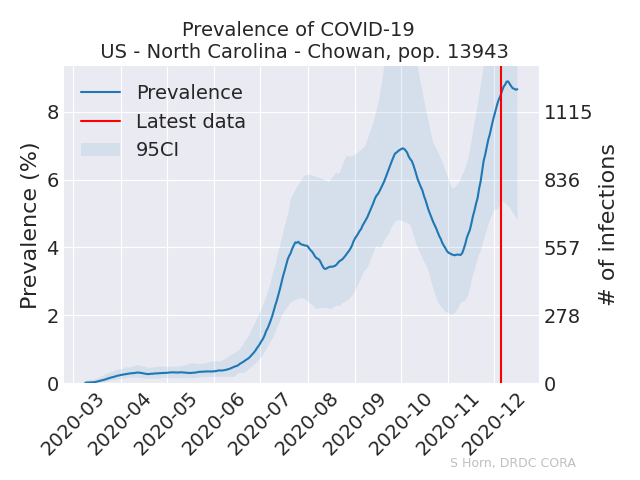 Prevalence of COVID-19
US - North Carolina - Chowan, pop. 13943
Prevalence
Latest data
95CI
Prevalence (%)
8
6
4
2
0
# of infections
1115
836
557
278
0
2020-03
2020-04
2020-05
2020-06
2020-07
2020-08
2020-09
2020-10
2020-11
2020-12
S Horn, DRDC CORA